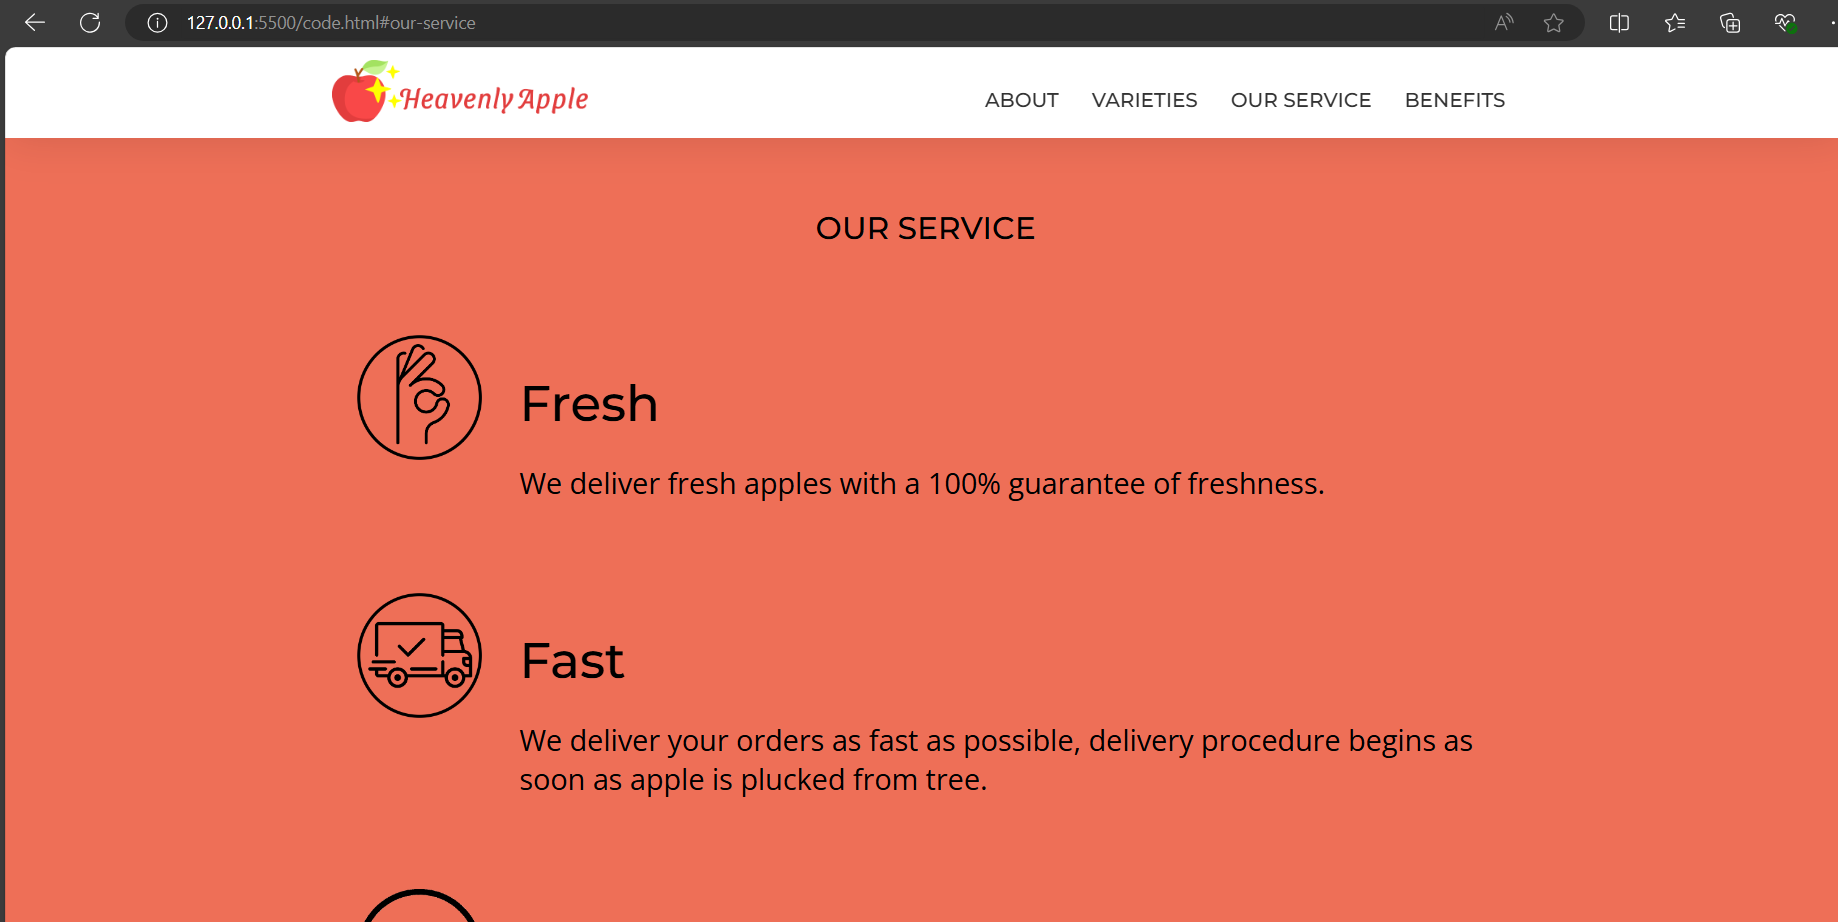 127.0.0.1:5500/code.html#our-service
Heavenly Apple
ABOUT VARIETIES OUR SERVICE BENEFITS
OUR SERVICE
Fresh
We deliver fresh apples with a 100% guarantee of freshness.
Fast
We deliver your orders as fast as possible, delivery procedure begins as
soon as apple is plucked from tree.